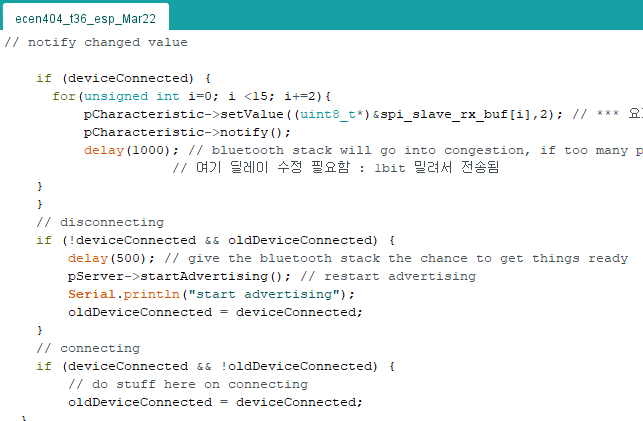 ecen404_t36_esp_Mar22
// notify changed value
if (deviceConnected) {
for(unsigned int i=0; i <15; i+=2){
pCharacteristic->setValue((uint8_t*)&spi_slave_rx_buf[i],2); // *** 요
pCharacteristic->notify();
delay(1000); // bluetooth stack will go into congestion, if too many p
// 여기 딜레이 수정 필요함 : 1bit 밀려서 전송됨
}
}
// disconnecting
if (!deviceConnected && oldDeviceConnected) {
delay(500); // give the bluetooth stack the chance to get things ready
pServer->startAdvertising(); // restart advertising
Serial.println("start advertising");
oldDeviceConnected = deviceConnected;
}
// connecting
if (deviceConnected && !oldDeviceConnected) {
// do stuff here on connecting
oldDeviceConnected = deviceConnected;
}